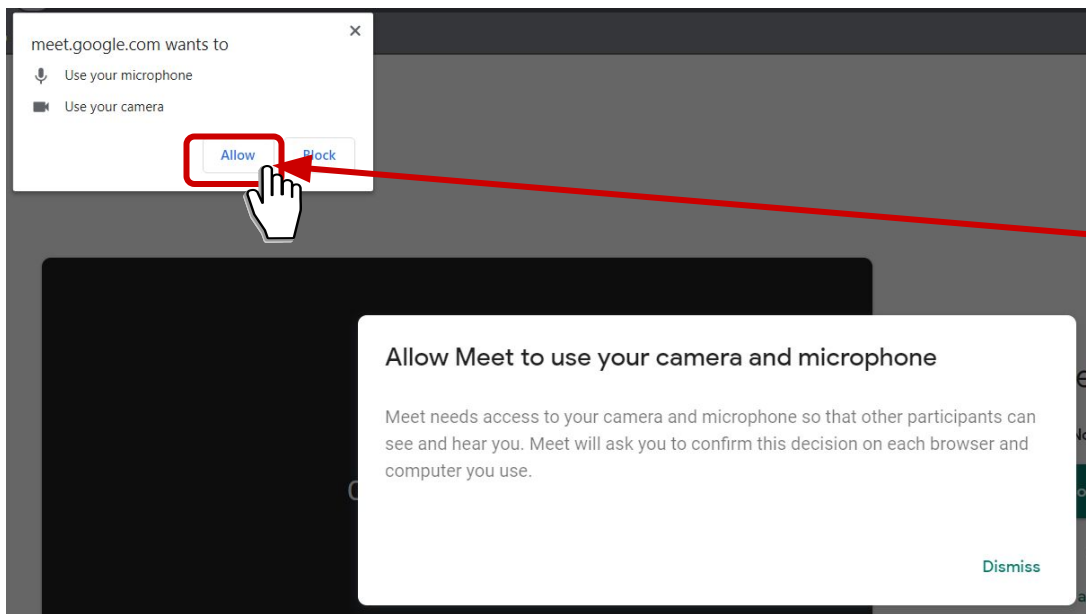 meet.google.com wants to
Use your microphone
Use your camera
Allow
Block
Allow Meet to use your camera and microphone
Meet needs access to your camera and microphone so that other participants can
see and hear you. Meet will ask you to confirm this decision on each browser and
computer you use.
Dismiss